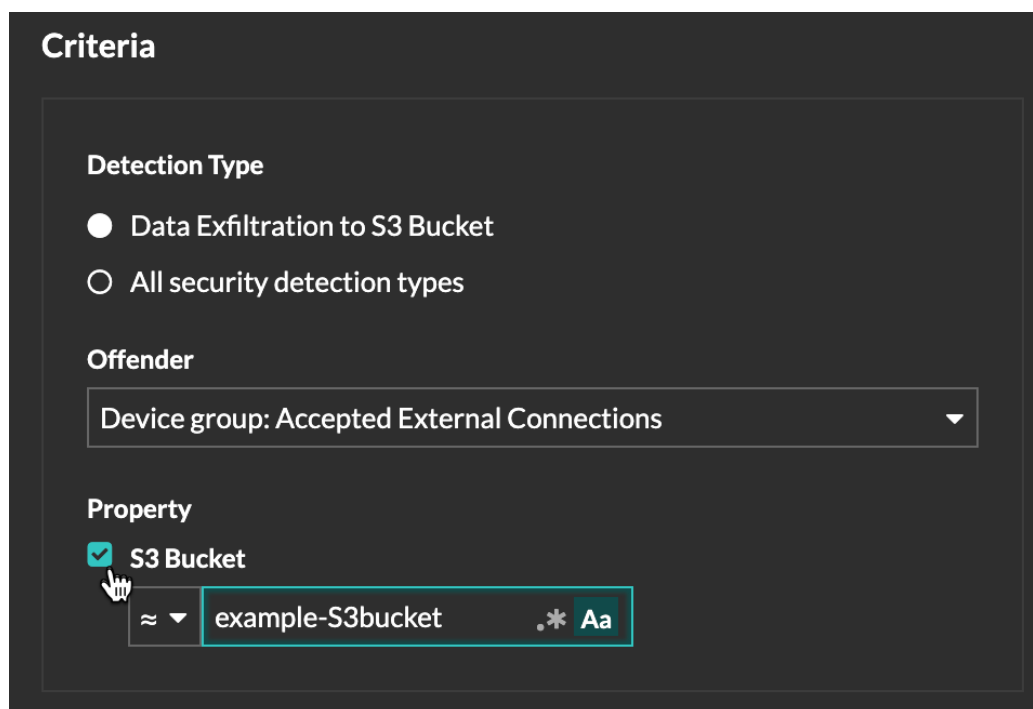 Criteria
Detection Type
Data Exfiltration to S3 Bucket
All security detection types
Offender
Device group: Accepted External Connections
Property
S3 Bucket
≈ example-S3bucket .* Aa